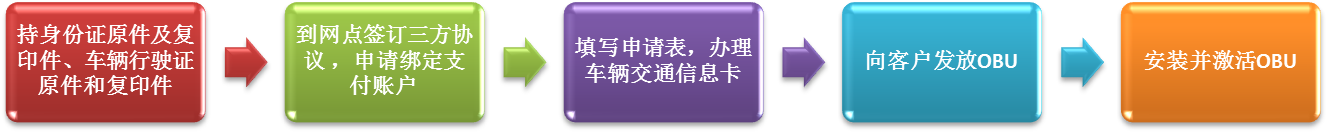 持身份证原件及复
印件、车辆行驶证
原件和复印件
到网点签订三方协
议，申请绑定支
付账户
填写申请表，办理
车辆交通信息卡
向客户发放OBU
安装并激活OBU